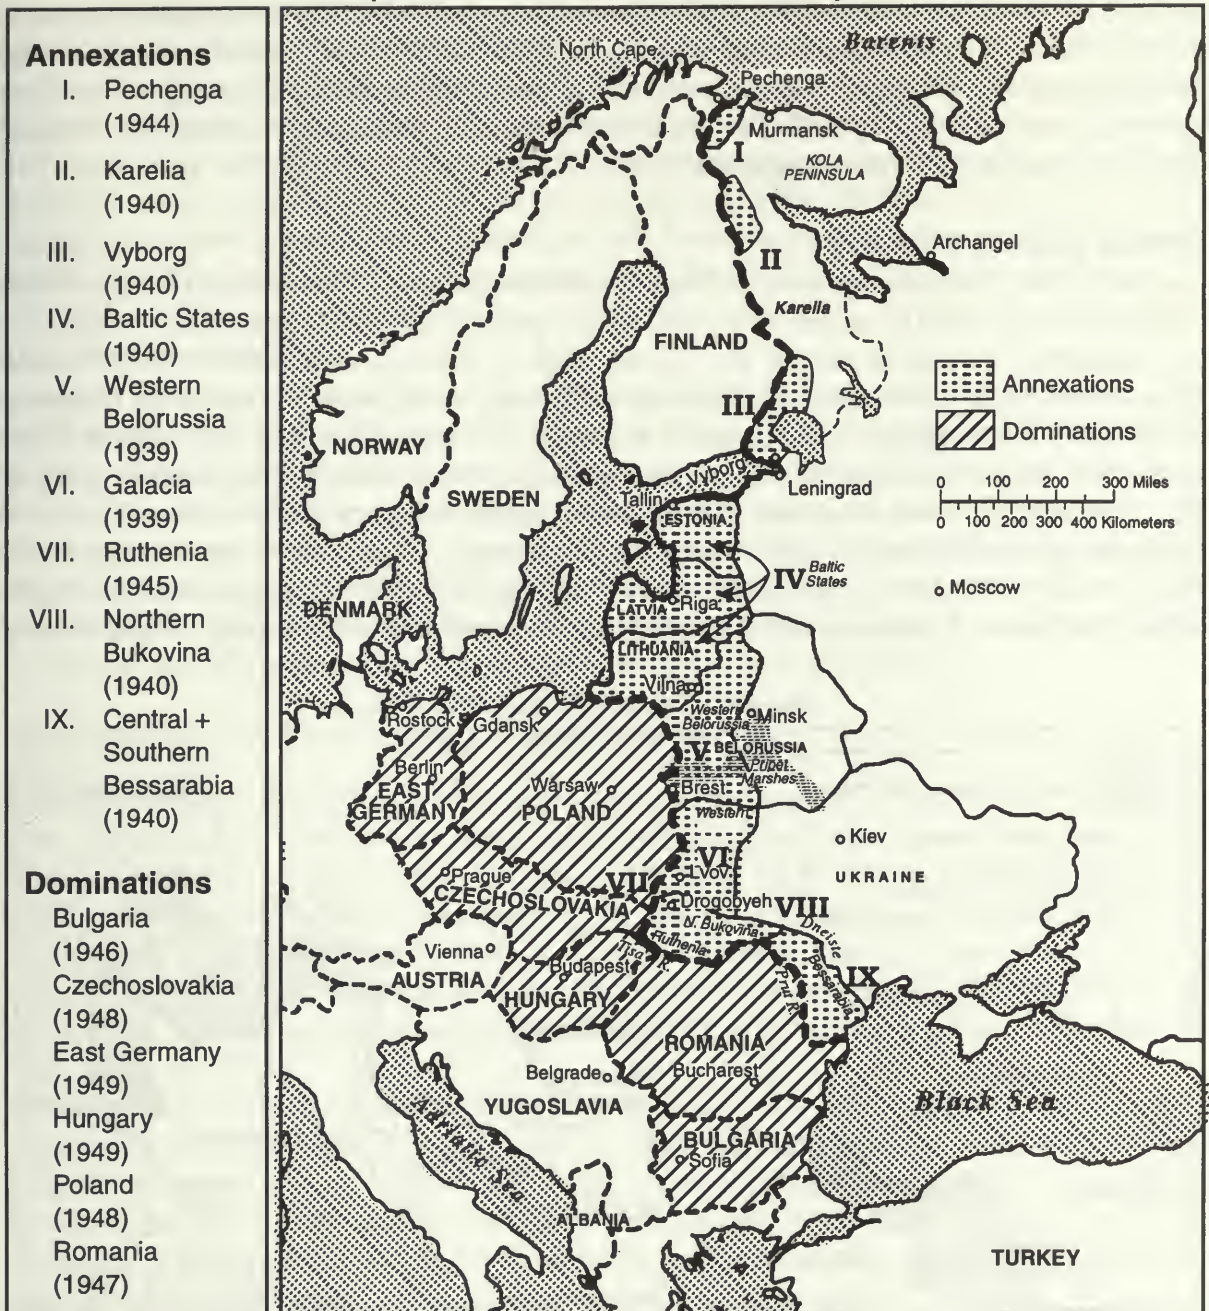 Annexations
I. Pechenga
(1944)
II. Karelia
(1940)
III. Vyborg
(1940)
IV. Baltic States
(1940)
V. Western
Belorussia
(1939)
VI. Galacia
(1939)
VII. Ruthenia
(1945)
VIII. Northern
Bukovina
(1940)
IX. Central +
Southern
Bessarabia
(1940)
Dominations
Bulgaria
(1946)
Czechoslovakia
(1948)
East Germany
(1949)
Hungary
(1949)
Poland
(1948)
Romania
(1947)
North Cape
Barents
Pechenga
Murmansk
I
KOLA
PENINSULA
Archangel
II
Karelia
FINLAND
Annexations
III
Dominations
NORWAY
SWEDEN
Vyborg
Leningrad
0 100 200 300 Miles
0 100 200 300 400 Kilometers
Tallin
ESTONIA
IV
Baltic
States
Moscow
LATVIA
Riga
DENMARK
LITHUANIA
Vilna
Western
Belorussia
Minsk
Rostock
Gdansk
V
BELORUSSIA
Pripet
Marshes
Berlin
EAST
GERMANY
Warsaw
POLAND
Brest
Western
Kiev
UKRAINE
VI
Lvov
VII
Prague
CZECHOSLOVAKIA
Drogobyeh
VIII
N. Bukovina
Dneise
Ruthenia
Vienna
AUSTRIA
Tisa R.
Budapest
HUNGARY
Bessarabia
IX
Prut R.
ROMANIA
Bucharest
Belgrade
YUGOSLAVIA
Black Sea
Adriatic Sea
BULGARIA
Sofia
ALBANIA
TURKEY